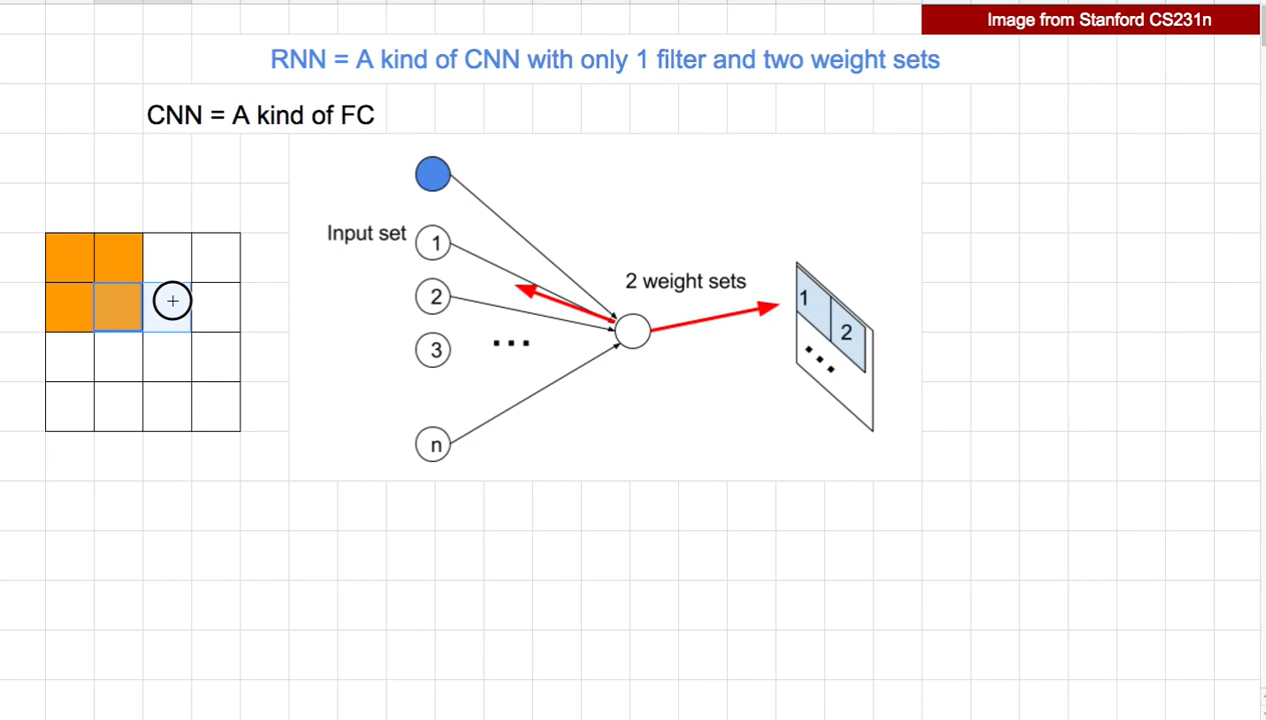 Image from Stanford CS231n
RNN = A kind of CNN with only 1 filter and two weight sets
CNN = A kind of FC
Input set
1
2
3
n
2 weight sets
1
2